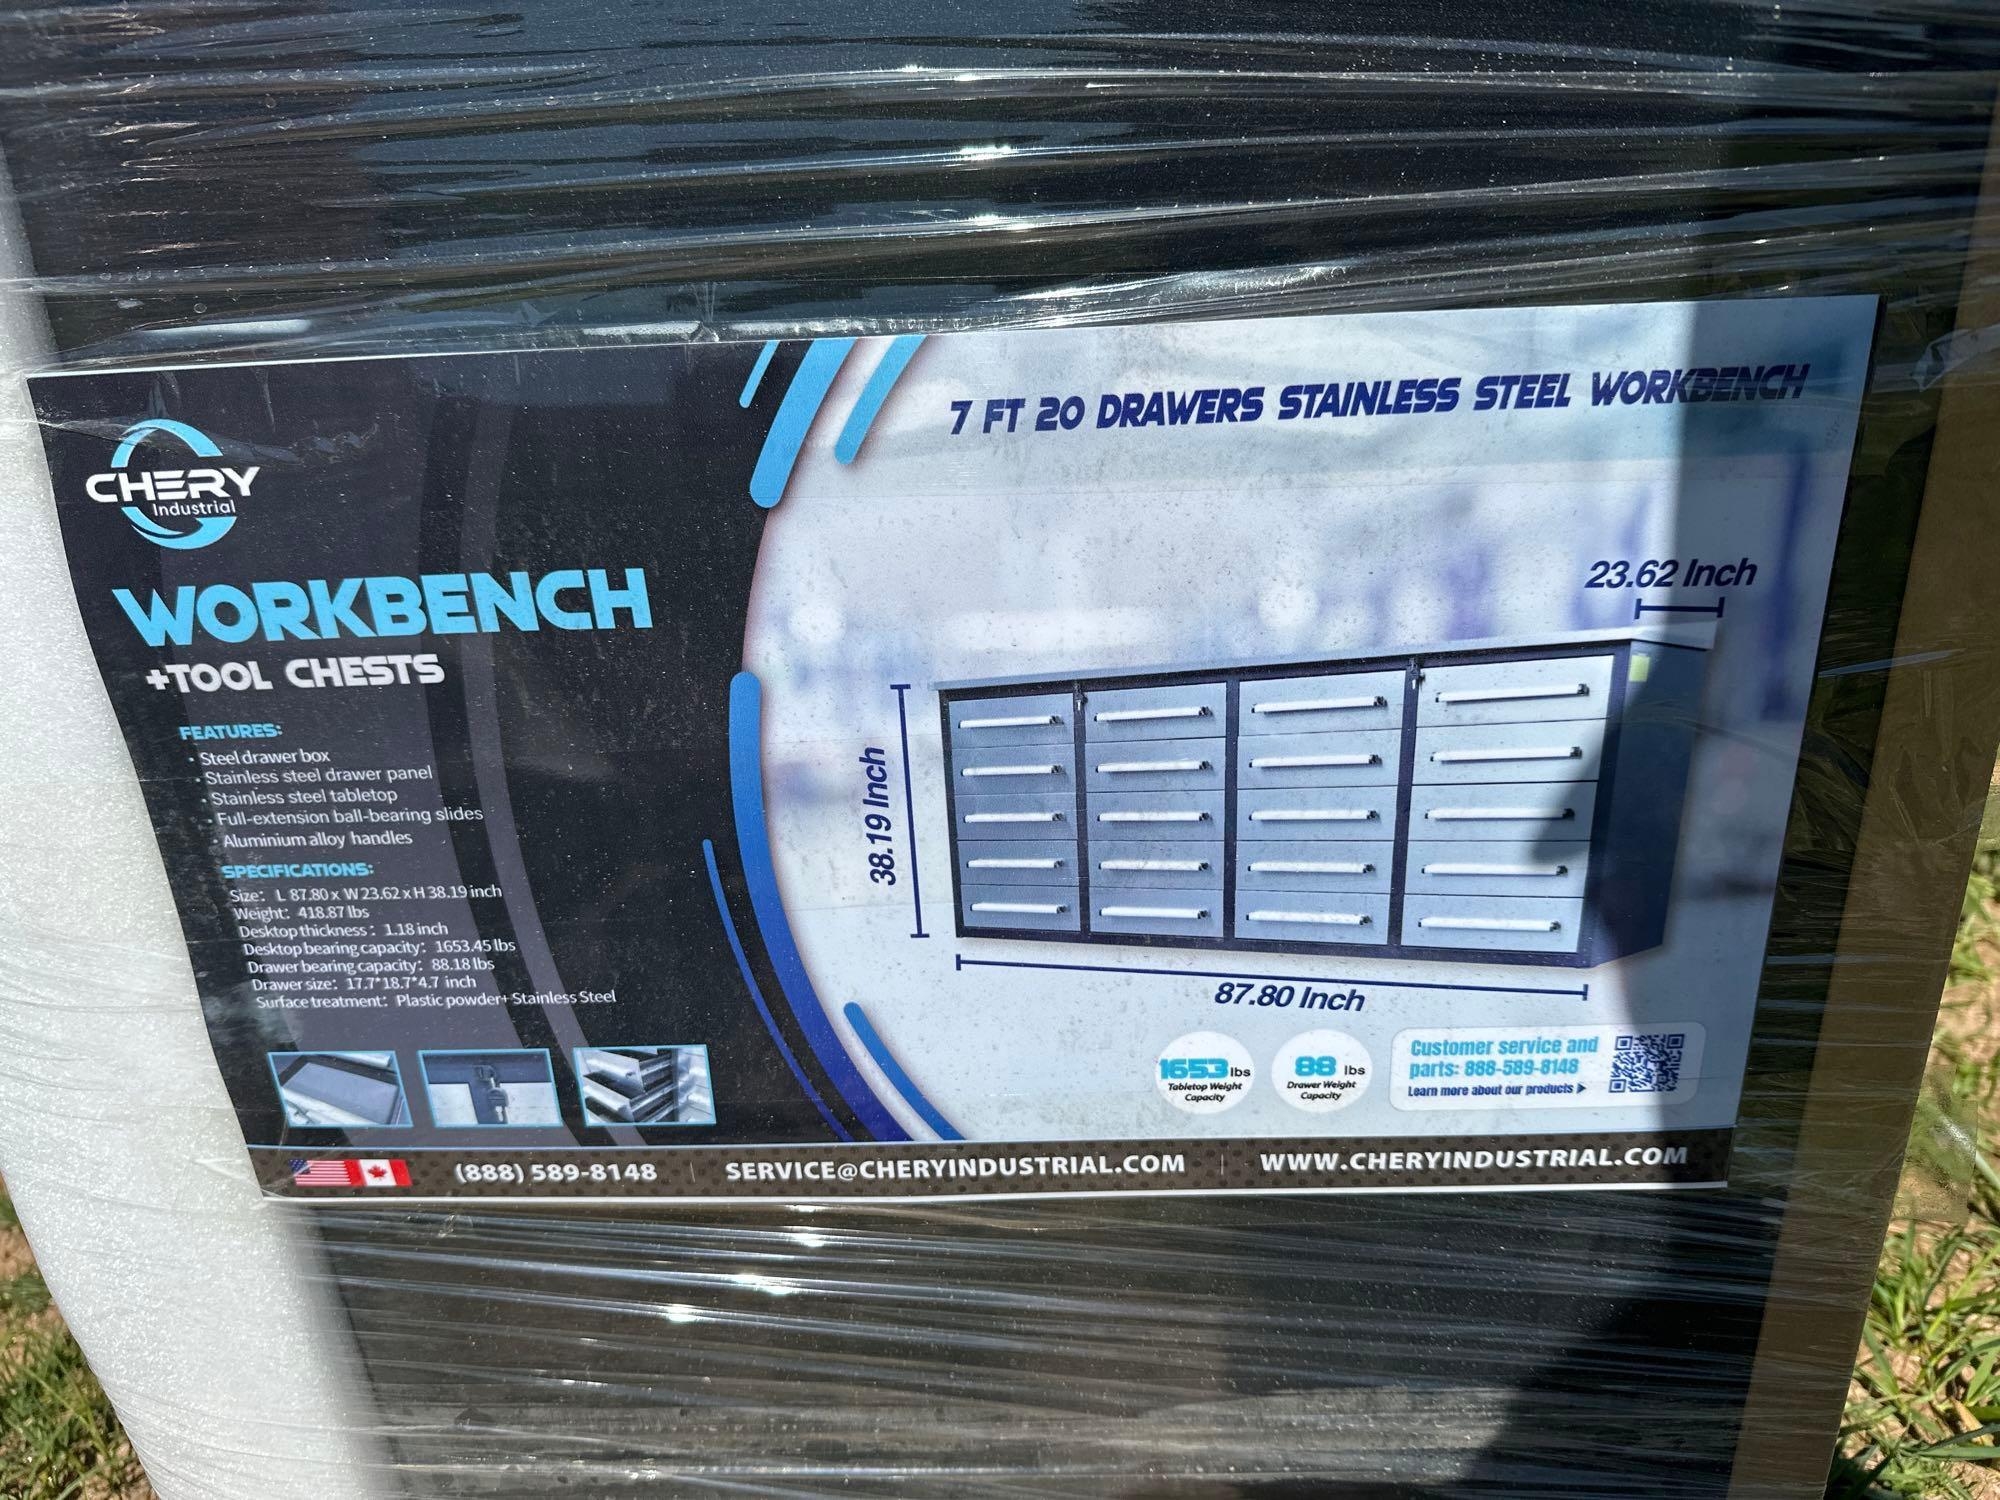 7 FT 20 DRAWERS STAINLESS STEEL WORKBENCH
CHERY
Industrial
WORKBENCH
+TOOL CHESTS
FEATURES:
· Steel drawer box
· Stainless steel drawer panel
· Stainless steel tabletop
· Full-extension ball-bearing slides
· Aluminium alloy handles
SPECIFICATIONS:
Size: L 87.80 x W 23.62 x H 38.19 inch
Weight: 418.87 lbs
Desktop thickness: 1.18 inch
Desktop bearing capacity: 1653.45 lbs
Drawer bearing capacity: 88.18 lbs
Drawer size: 17.7*18.7*4.7 inch
Surface treatment: Plastic powder+ Stainless Steel
23.62 Inch
38.19 Inch
87.80 Inch
1653 lbs
Tabletop Weight
Capacity
88 lbs
Drawer Weight
Capacity
Customer service and
parts: 888-589-8148
Learn more about our products
(888) 589-8148 | SERVICE@CHERYINDUSTRIAL.COM | WWW.CHERYINDUSTRIAL.COM